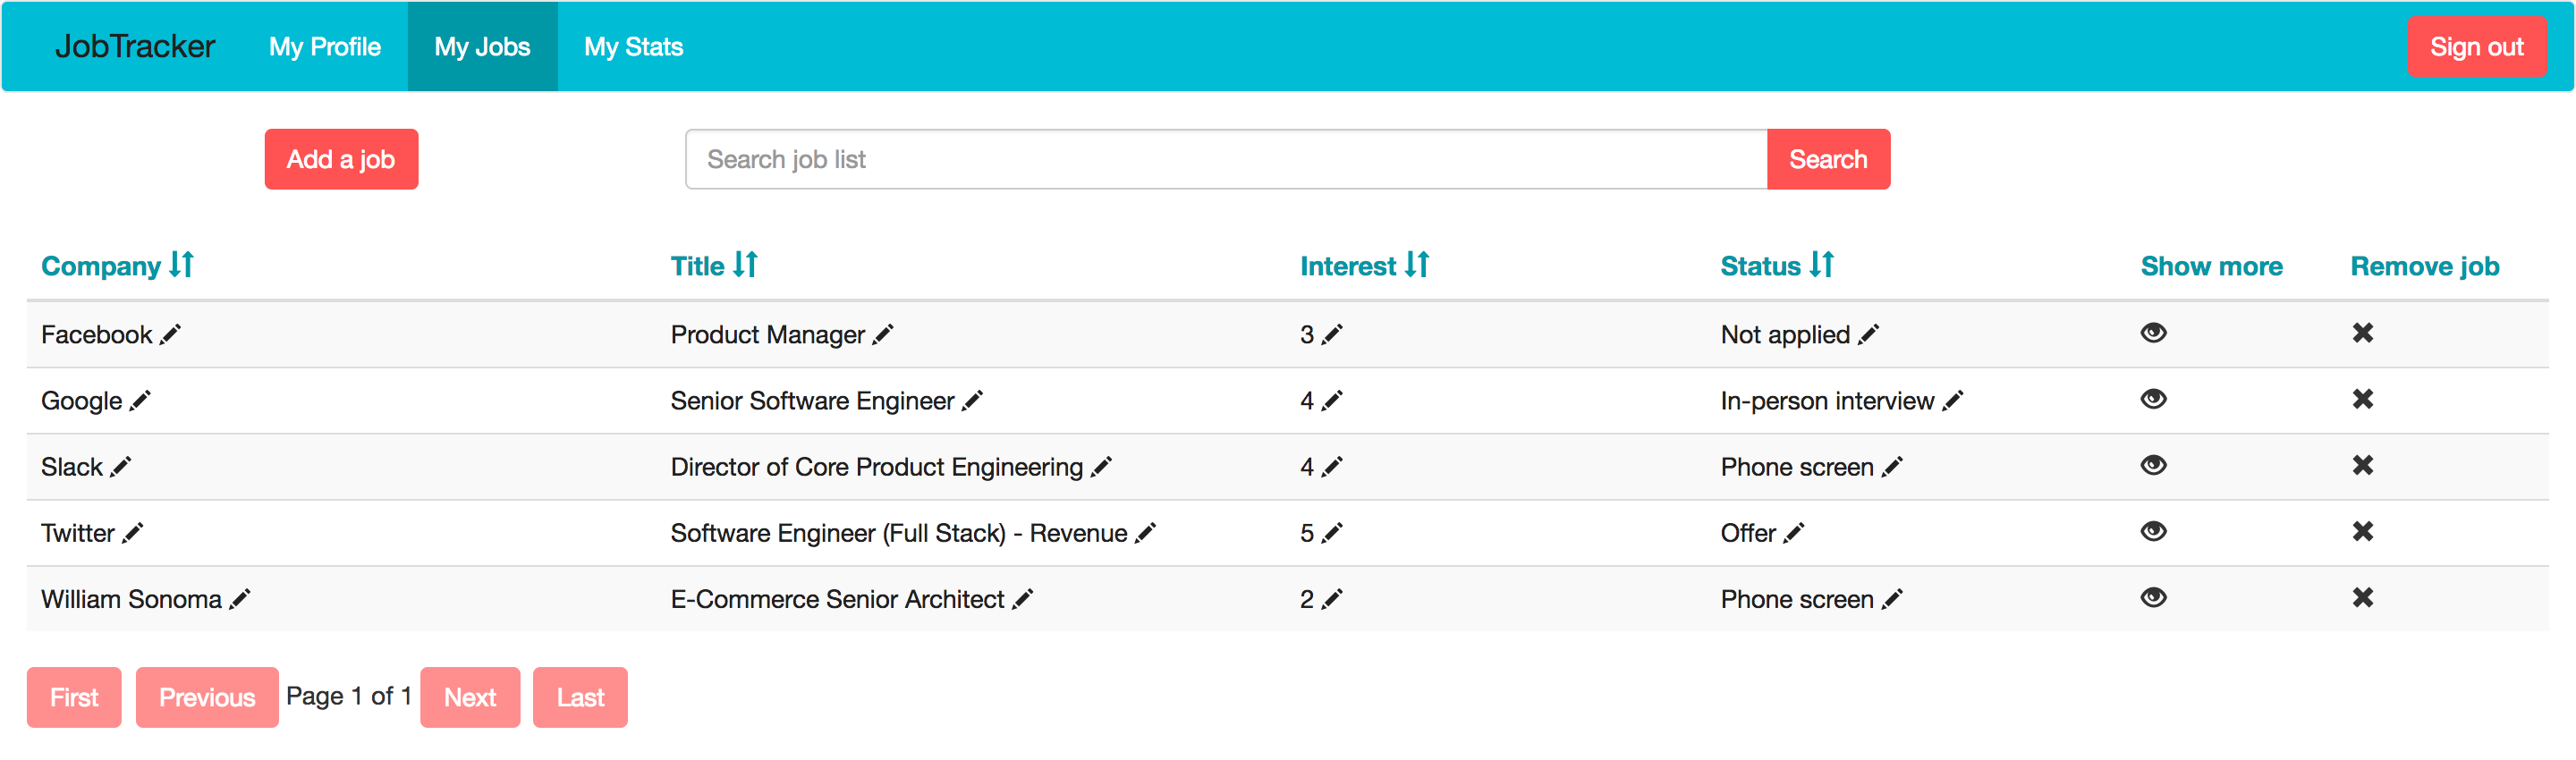 JobTracker My Profile My Jobs My Stats Sign out
Add a job Search job list Search
Company Title Interest Status Show more Remove job
Facebook Product Manager 3 Not applied
Google Senior Software Engineer 4 In-person interview
Slack Director of Core Product Engineering 4 Phone screen
Twitter Software Engineer (Full Stack) - Revenue 5 Offer
William Sonoma E-Commerce Senior Architect 2 Phone screen
First Previous Page 1 of 1 Next Last